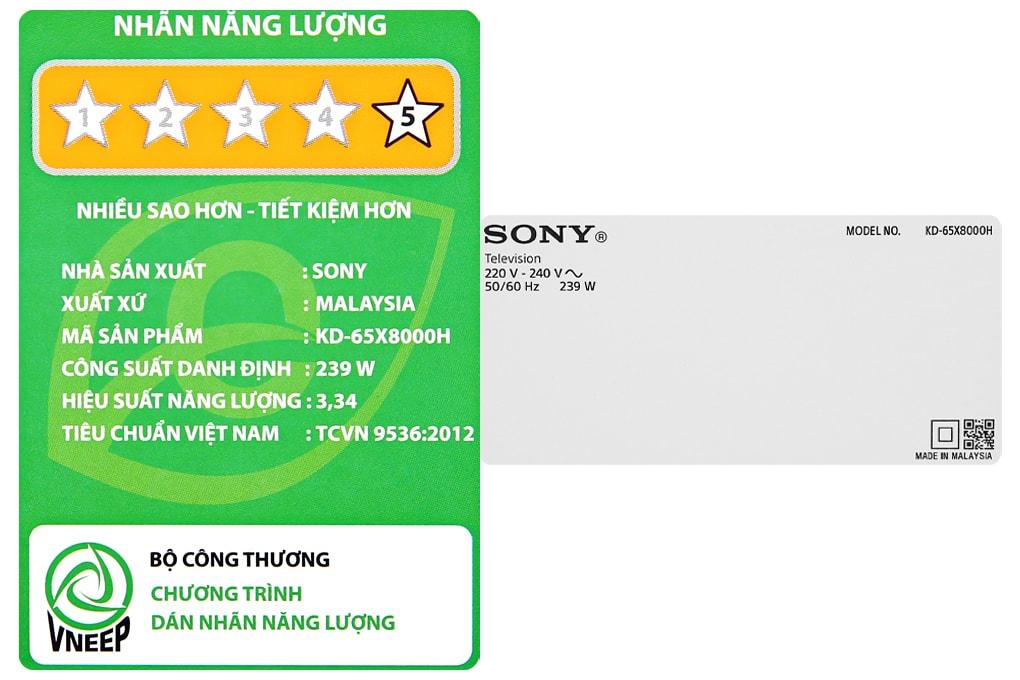 NHÃN NĂNG LƯỢNG
1 2 3 4 5
NHIỀU SAO HƠN - TIẾT KIỆM HƠN
NHÀ SẢN XUẤT : SONY
XUẤT XỨ : MALAYSIA
MÃ SẢN PHẨM : KD-65X8000H
CÔNG SUẤT DANH ĐỊNH : 239 W
HIỆU SUẤT NĂNG LƯỢNG : 3,34
TIÊU CHUẨN VIỆT NAM : TCVN 9536:2012
VNEEP
BỘ CÔNG THƯƠNG
CHƯƠNG TRÌNH
DÁN NHÃN NĂNG LƯỢNG
SONY®
MODEL NO. KD-65X8000H
Television
220 V - 240 V~
50/60 Hz 239 W
MADE IN MALAYSIA